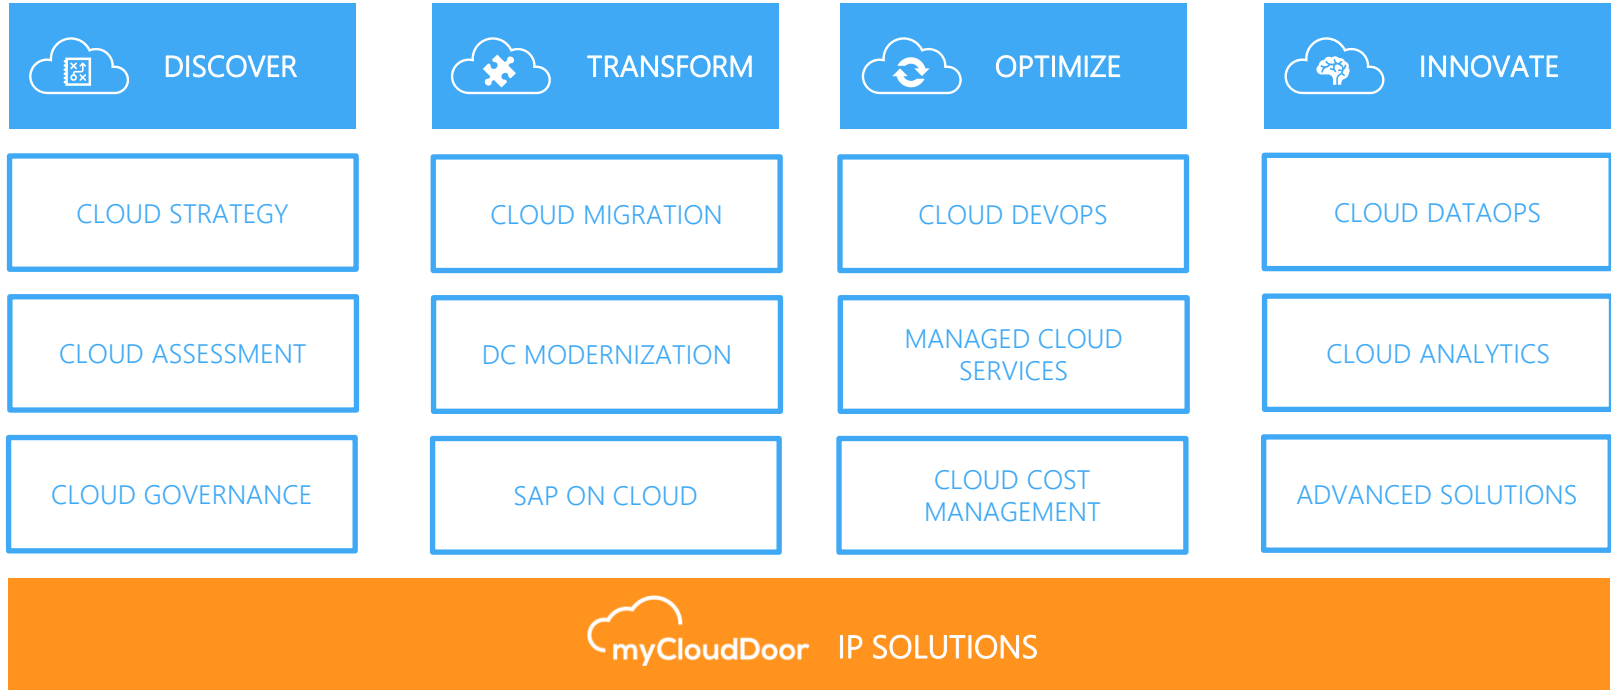 DISCOVER
TRANSFORM
OPTIMIZE
INNOVATE
CLOUD STRATEGY
CLOUD MIGRATION
CLOUD DEVOPS
CLOUD DATAOPS
CLOUD ASSESSMENT
DC MODERNIZATION
MANAGED CLOUD
SERVICES
CLOUD ANALYTICS
CLOUD GOVERNANCE
SAP ON CLOUD
CLOUD COST
MANAGEMENT
ADVANCED SOLUTIONS
myCloudDoor IP SOLUTIONS